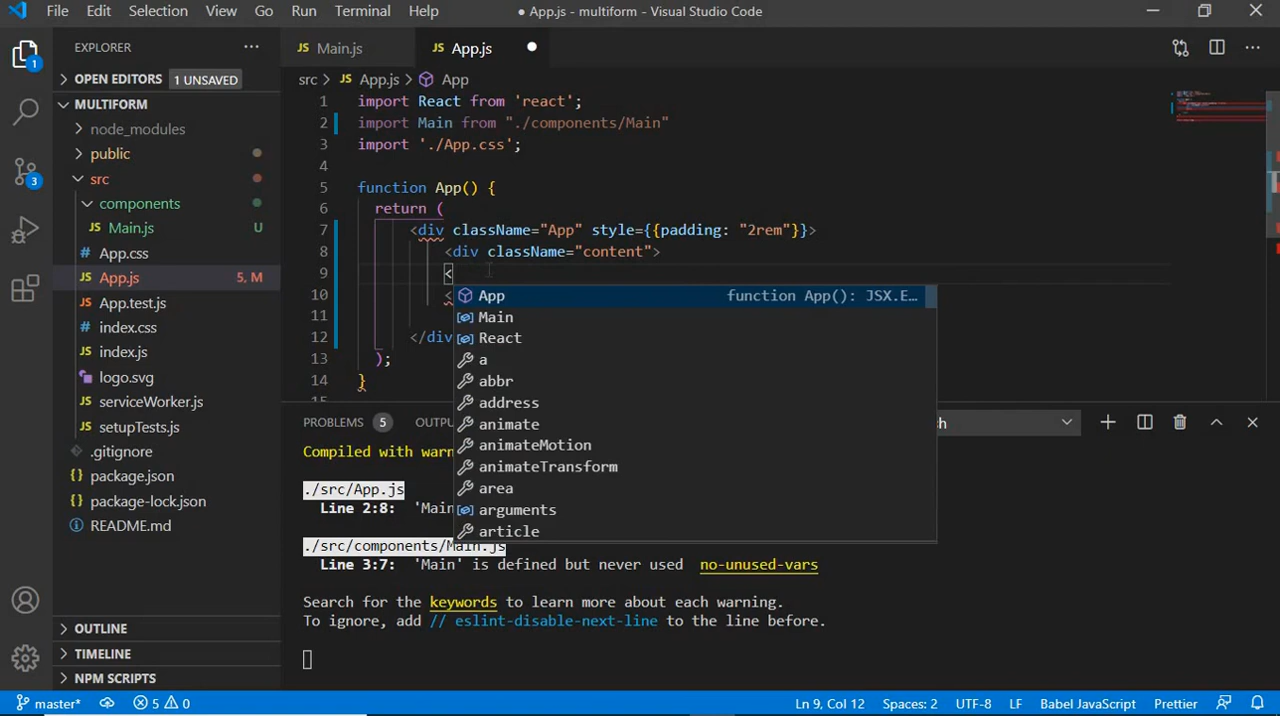 File Edit Selection View Go Run Terminal Help
● App.js - multiform - Visual Studio Code
EXPLORER
1
3
OPEN EDITORS 1 UNSAVED
MULTIFORM
node_modules
public
src
components
Main.js U
App.css
App.js 5, M
App.test.js
index.css
index.js
logo.svg
serviceWorker.js
setupTests.js
.gitignore
package.json
package-lock.json
README.md
OUTLINE
TIMELINE
NPM SCRIPTS
JS Main.js
JS App.js ●
src > JS App.js > App
1 import React from 'react';
2 import Main from "./components/Main"
3 import './App.css';
4
5 function App() {
6 return (
7 <div className="App" style={{padding: "2rem"}}>
8 <div className="content">
9 <
10 <
11
12 </div
13 );
14 }
15
App function App(): JSX.E…
Main
React
a
abbr
address
animate
animateMotion
animateTransform
area
arguments
article
PROBLEMS 5 OUTPU
Compiled with warn
./src/App.js
Line 2:8: 'Main
./src/components/Main.js
Line 3:7: 'Main' is defined but never used no-unused-vars
Search for the keywords to learn more about each warning.
To ignore, add // eslint-disable-next-line to the line before.
master* 5 0 Ln 9, Col 12 Spaces: 2 UTF-8 LF Babel JavaScript Prettier